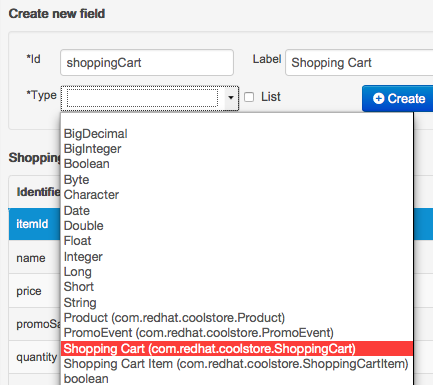 Create new field
*Id shoppingCart Label Shopping Cart
*Type List Create
BigDecimal
BigInteger
Boolean
Byte
Character
Date
Double
Float
Integer
Long
Short
String
Product (com.redhat.coolstore.Product)
PromoEvent (com.redhat.coolstore.PromoEvent)
Shopping Cart (com.redhat.coolstore.ShoppingCart)
Shopping Cart Item (com.redhat.coolstore.ShoppingCartItem)
boolean
Shopping
Identifie
itemId
name
price
promoSa
quantity